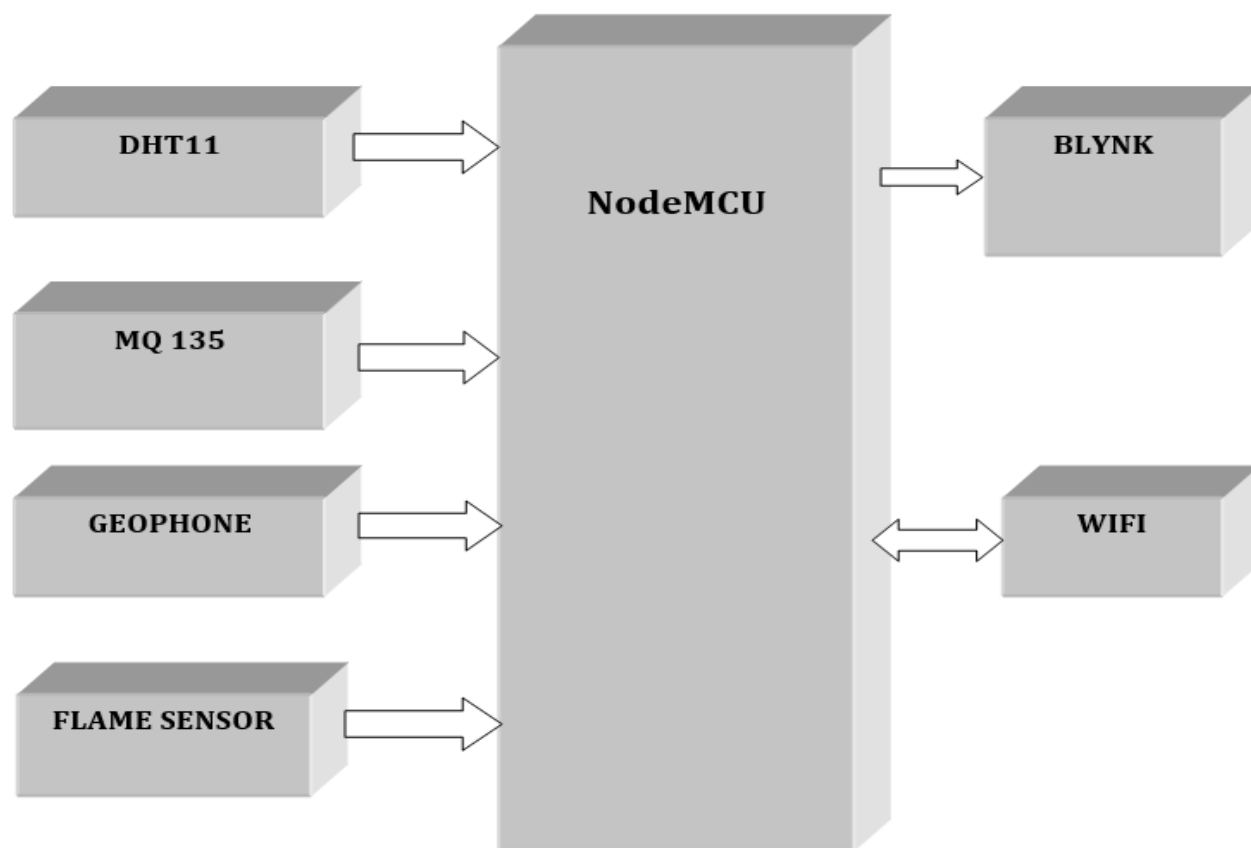 DHT11
MQ 135
GEOPHONE
FLAME SENSOR
NodeMCU
BLYNK
WIFI